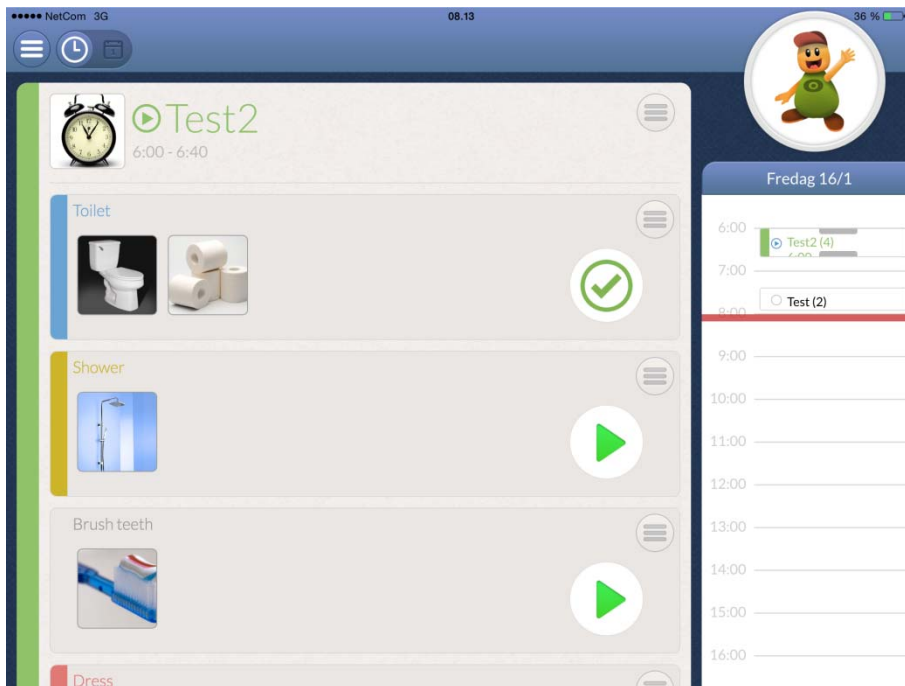 NetCom 3G
08.13
36 %
Test2
6:00 - 6:40
Toilet
Shower
Brush teeth
Dress
Fredag 16/1
6:00
Test2 (4)
7:00
Test (2)
8:00
9:00
10:00
11:00
12:00
13:00
14:00
15:00
16:00